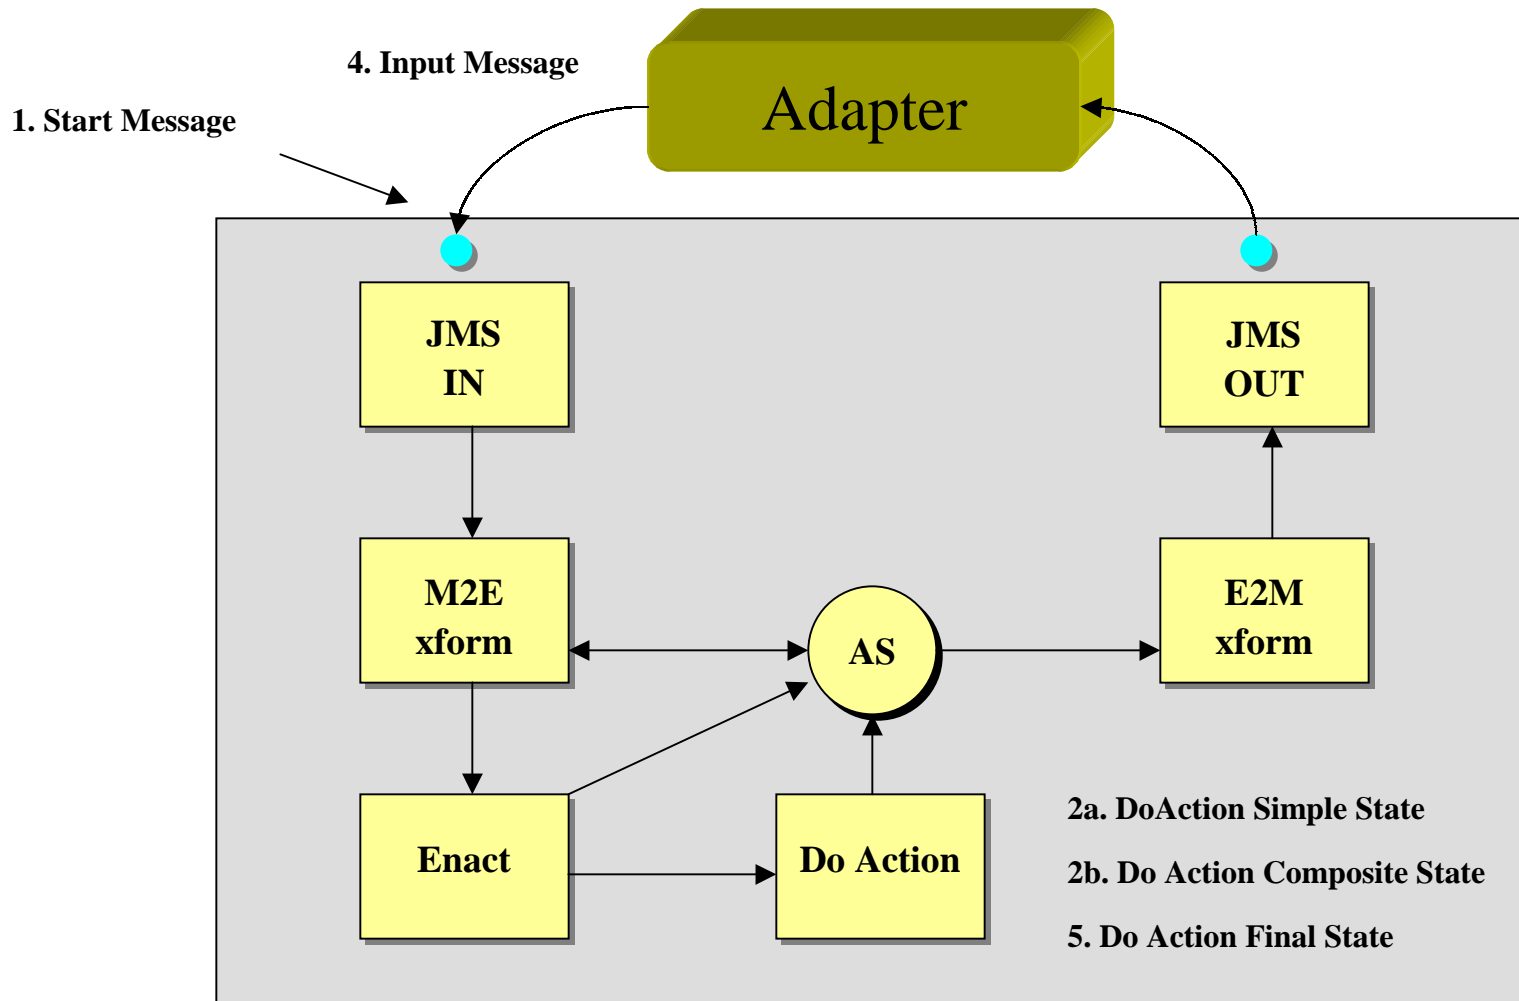 4. Input Message
Adapter
1. Start Message
JMS
IN
JMS
OUT
M2E
xform
AS
E2M
xform
Enact
Do Action
2a. DoAction Simple State
2b. Do Action Composite State
5. Do Action Final State